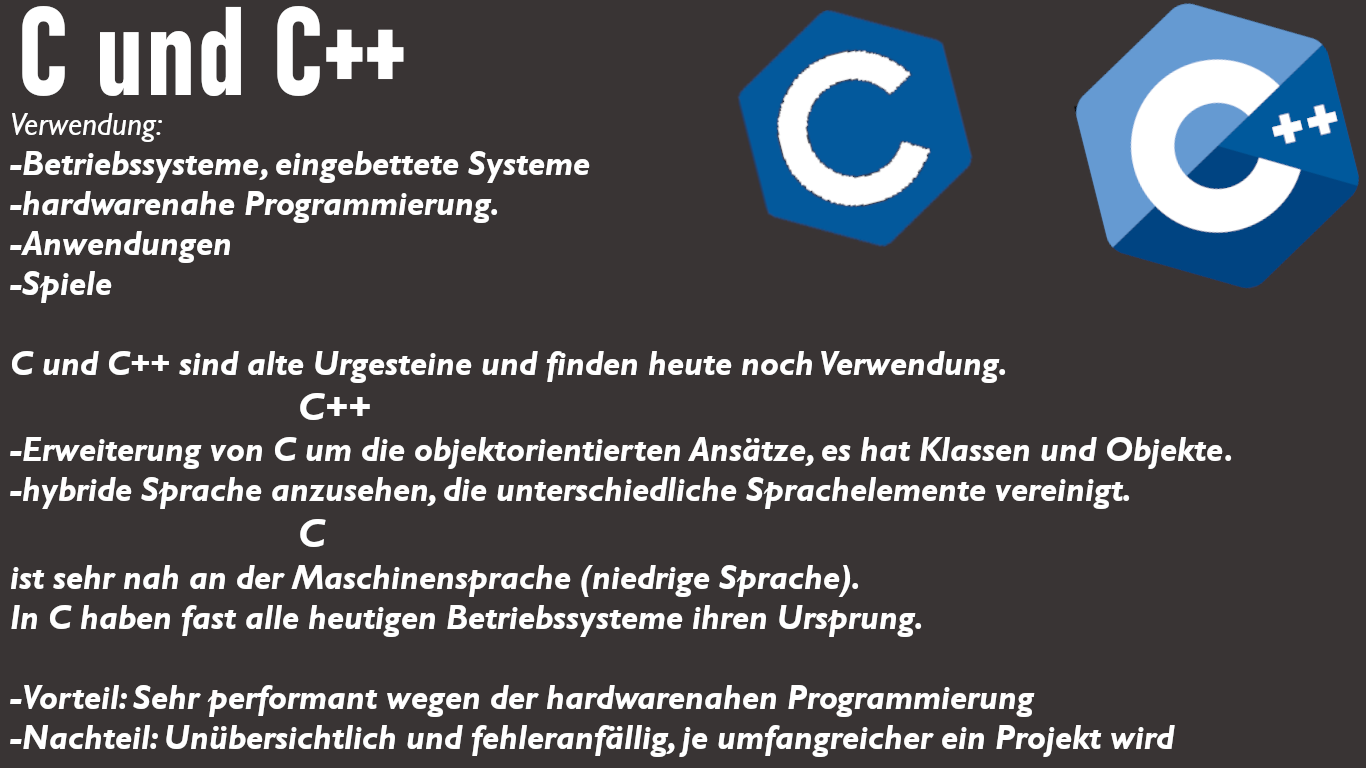 C und C++
Verwendung:
-Betriebssysteme, eingebettete Systeme
-hardwarenahe Programmierung.
-Anwendungen
-Spiele
C und C++ sind alte Urgesteine und finden heute noch Verwendung.
C++
-Erweiterung von C um die objektorientierten Ansätze, es hat Klassen und Objekte.
-hybride Sprache anzusehen, die unterschiedliche Sprachelemente vereinigt.
C
ist sehr nah an der Maschinensprache (niedrige Sprache).
In C haben fast alle heutigen Betriebssysteme ihren Ursprung.
-Vorteil: Sehr performant wegen der hardwarenahen Programmierung
-Nachteil: Unübersichtlich und fehleranfällig, je umfangreicher ein Projekt wird
C
C++